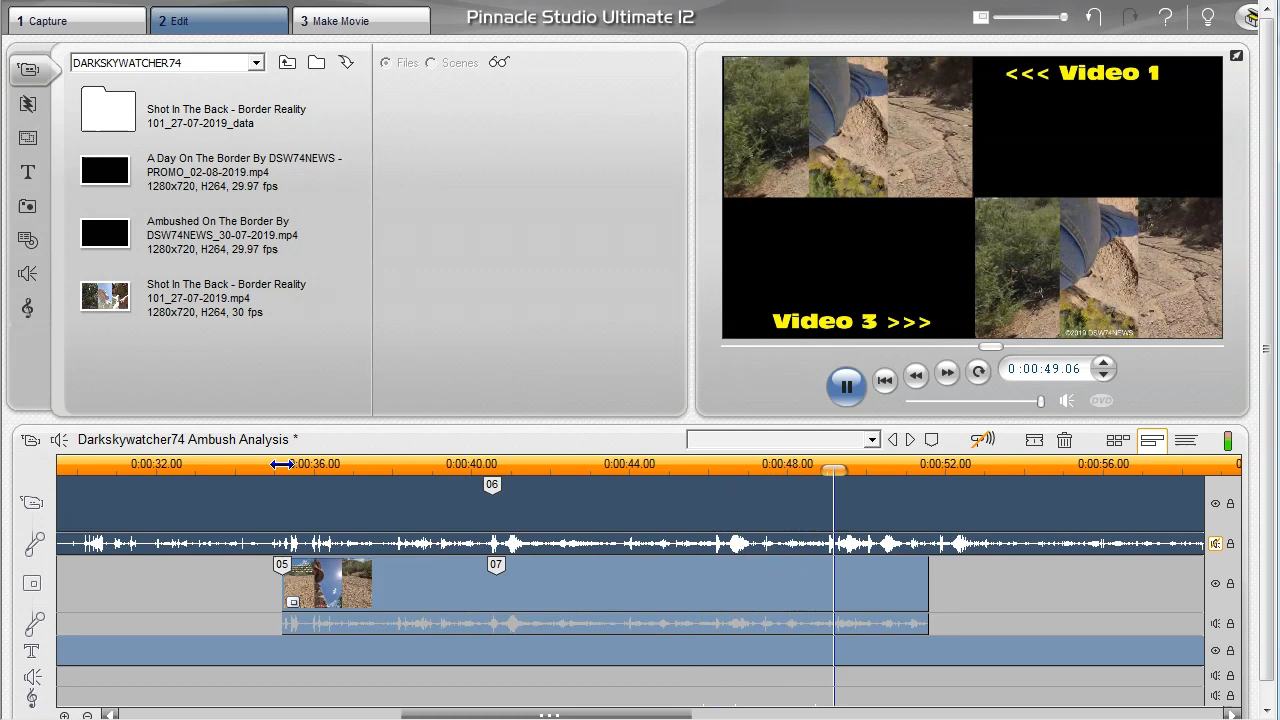 1 Capture
2 Edit
3 Make Movie
Pinnacle Studio Ultimate 12
DARKSKYWATCHER74
Files
Scenes
Shot In The Back - Border Reality
101_27-07-2019_data
A Day On The Border By DSW74NEWS -
PROMO_02-08-2019.mp4
1280x720, H264, 29.97 fps
Ambushed On The Border By
DSW74NEWS_30-07-2019.mp4
1280x720, H264, 29.97 fps
Shot In The Back - Border Reality
101_27-07-2019.mp4
1280x720, H264, 30 fps
<<< Video 1
Video 3 >>>
©2019 DSW74NEWS
0:00:49.06
DVD
Darkskywatcher74 Ambush Analysis *
0:00:32.00
0:00:36.00
0:00:40.00
0:00:44.00
0:00:48.00
0:00:52.00
0:00:56.00
06
05
07